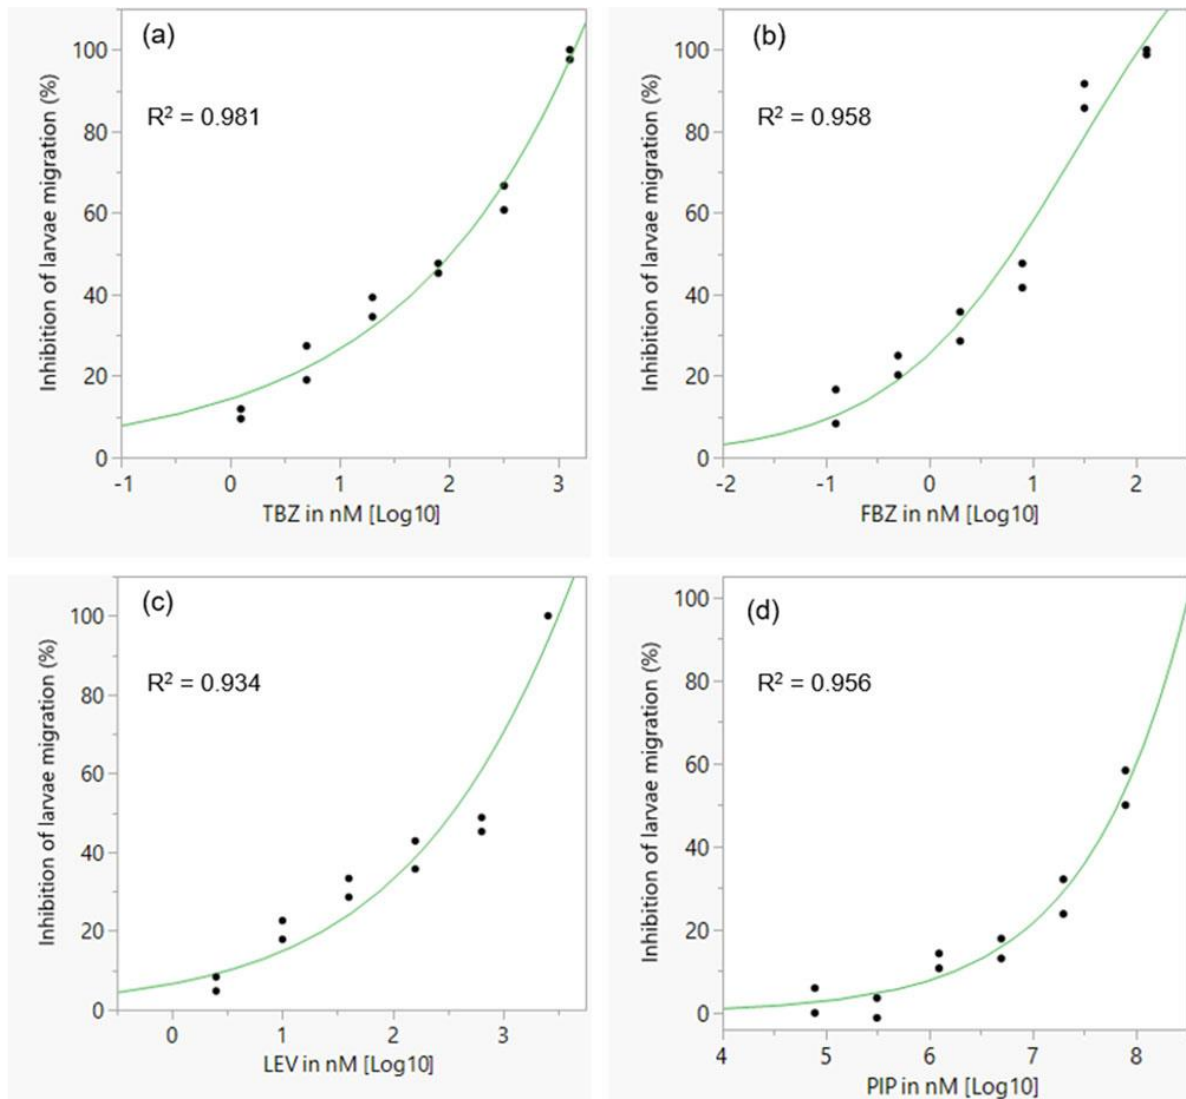 (a)
R² = 0.981
Inhibition of larvae migration (%)
100
80
60
40
20
0
-1 0 1 2 3
TBZ in nM [Log10]
(b)
R² = 0.958
Inhibition of larvae migration (%)
100
80
60
40
20
0
-2 -1 0 1 2
FBZ in nM [Log10]
(c)
R² = 0.934
Inhibition of larvae migration (%)
100
80
60
40
20
0
0 1 2 3
LEV in nM [Log10]
(d)
R² = 0.956
Inhibition of larvae migration (%)
100
80
60
40
20
0
4 5 6 7 8
PIP in nM [Log10]